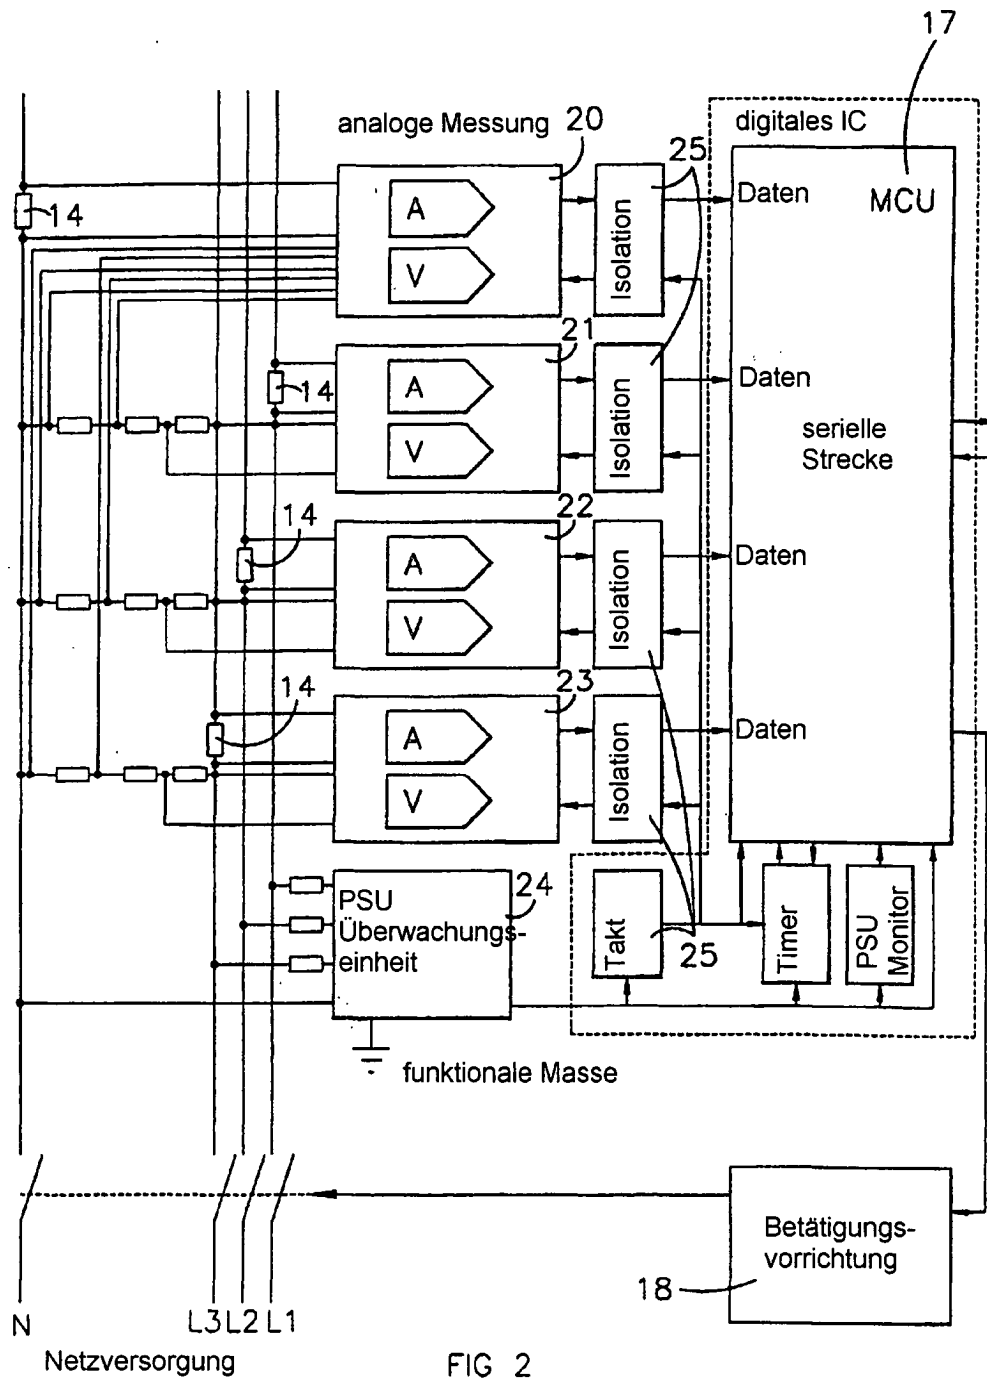 17
analoge Messung
20
digitales IC
14
A
V
Isolation
25
Daten
MCU
21
14
A
V
Isolation
Daten
serielle
Strecke
14
22
A
V
Isolation
Daten
14
23
A
V
Isolation
Daten
PSU
Überwachungs-
einheit
24
Takt
25
Timer
PSU
Monitor
funktionale Masse
Betätigungs-
vorrichtung
18
N
L3
L2
L1
Netzversorgung
FIG 2